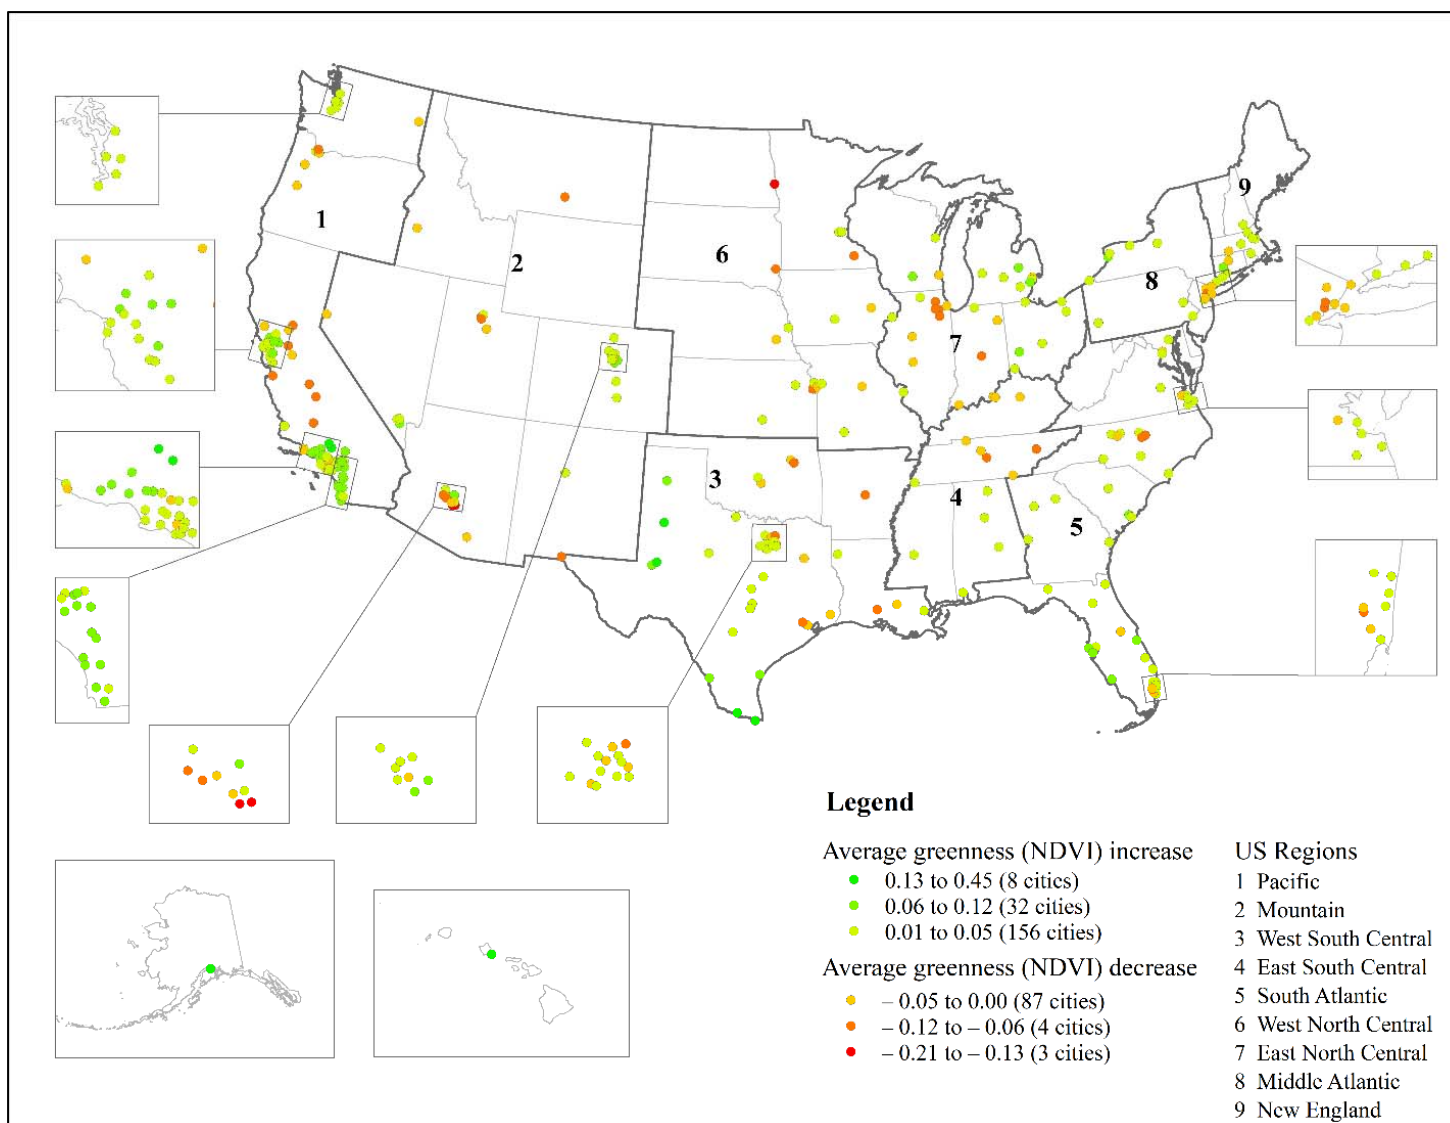 1
2
3
4
5
6
7
8
9
Legend
Average greenness (NDVI) increase
0.13 to 0.45 (8 cities)
0.06 to 0.12 (32 cities)
0.01 to 0.05 (156 cities)
Average greenness (NDVI) decrease
– 0.05 to 0.00 (87 cities)
– 0.12 to – 0.06 (4 cities)
– 0.21 to – 0.13 (3 cities)
US Regions
1 Pacific
2 Mountain
3 West South Central
4 East South Central
5 South Atlantic
6 West North Central
7 East North Central
8 Middle Atlantic
9 New England